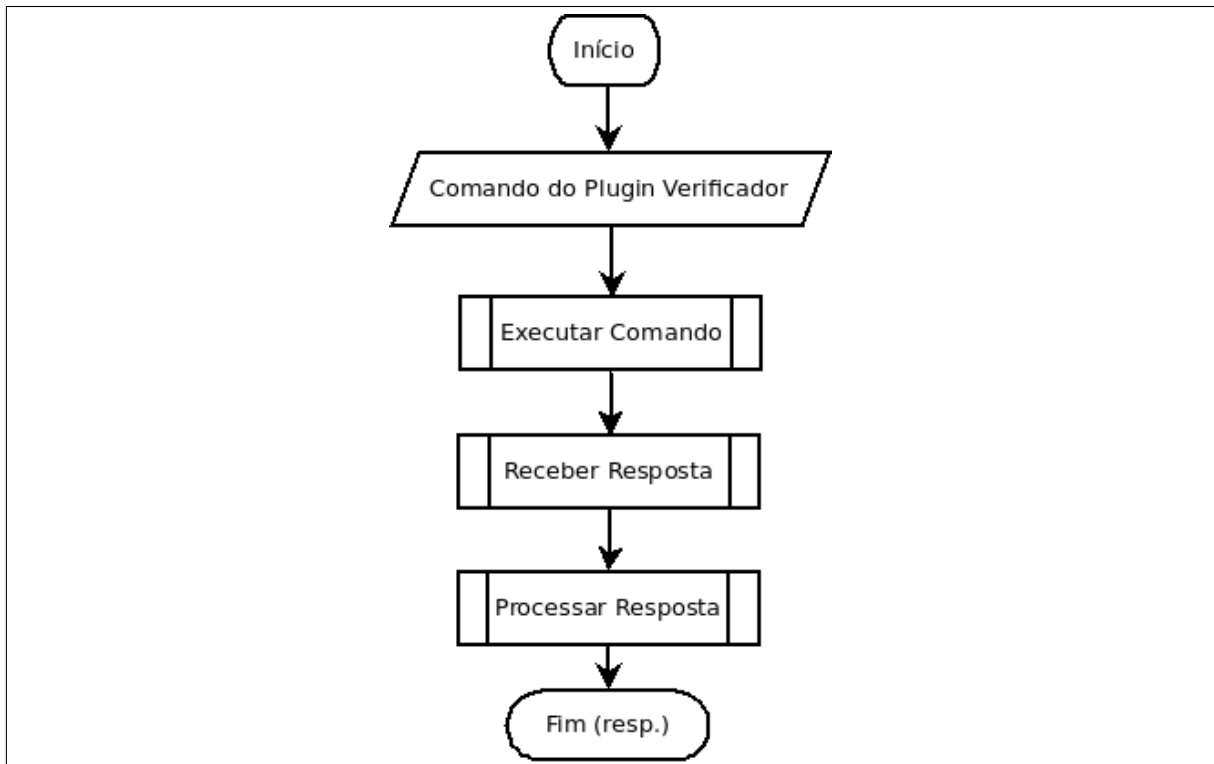 Início
Comando do Plugin Verificador
Executar Comando
Receber Resposta
Processar Resposta
Fim (resp.)